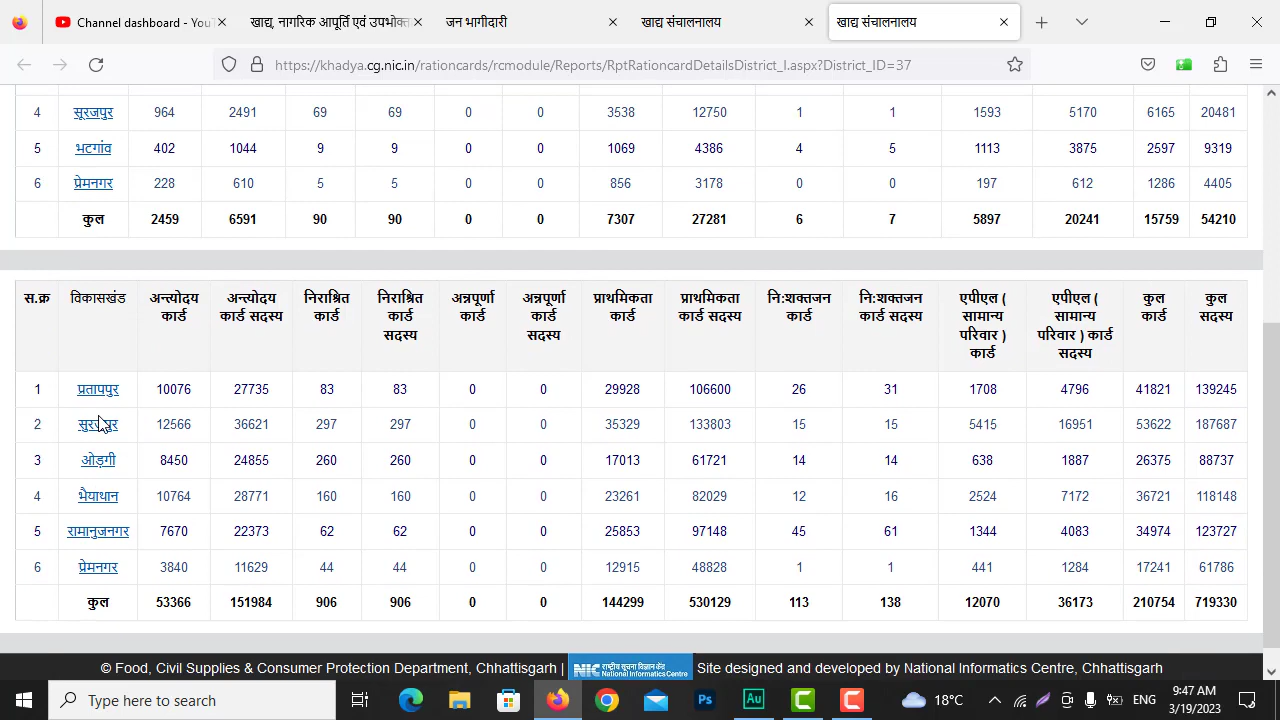 Channel dashboard - You
खाद्य, नागरिक आपूर्ति एवं उपभोक्त
जन भागीदारी
खाद्य संचालनालय
खाद्य संचालनालय
https://khadya.cg.nic.in/rationcards/rcmodule/Reports/RptRationcardDetailsDistrict_I.aspx?District_ID=37
4 सूरजपुर 964 2491 69 69 0 0 3538 12750 1 1 1593 5170 6165 20481
5 भटगांव 402 1044 9 9 0 0 1069 4386 4 5 1113 3875 2597 9319
6 प्रेमनगर 228 610 5 5 0 0 856 3178 0 0 197 612 1286 4405
कुल 2459 6591 90 90 0 0 7307 27281 6 7 5897 20241 15759 54210
स.क्र विकासखंड अन्त्योदय अन्त्योदय निराश्रित निराश्रित अन्नपूर्णा अन्नपूर्णा प्राथमिकता प्राथमिकता नि:शक्तजन नि:शक्तजन एपीएल ( एपीएल ( कुल कुल
कार्ड कार्ड सदस्य कार्ड कार्ड कार्ड कार्ड कार्ड कार्ड सदस्य कार्ड कार्ड सदस्य सामान्य सामान्य कार्ड सदस्य
सदस्य सदस्य परिवार ) परिवार ) कार्ड
कार्ड सदस्य
1 प्रतापपुर 10076 27735 83 83 0 0 29928 106600 26 31 1708 4796 41821 139245
2 सुरजपुर 12566 36621 297 297 0 0 35329 133803 15 15 5415 16951 53622 187687
3 ओड़गी 8450 24855 260 260 0 0 17013 61721 14 14 638 1887 26375 88737
4 भैयाथान 10764 28771 160 160 0 0 23261 82029 12 16 2524 7172 36721 118148
5 रामानुजनगर 7670 22373 62 62 0 0 25853 97148 45 61 1344 4083 34974 123727
6 प्रेमनगर 3840 11629 44 44 0 0 12915 48828 1 1 441 1284 17241 61786
कुल 53366 151984 906 906 0 0 144299 530129 113 138 12070 36173 210754 719330
© Food, Civil Supplies & Consumer Protection Department, Chhattisgarh | NIC राष्ट्रीय सूचना विज्ञान केंद्र National Informatics Centre Site designed and developed by National Informatics Centre, Chhattisgarh
Type here to search
Ps
Au
C
C
18°C
ENG
9:47 AM
3/19/2023